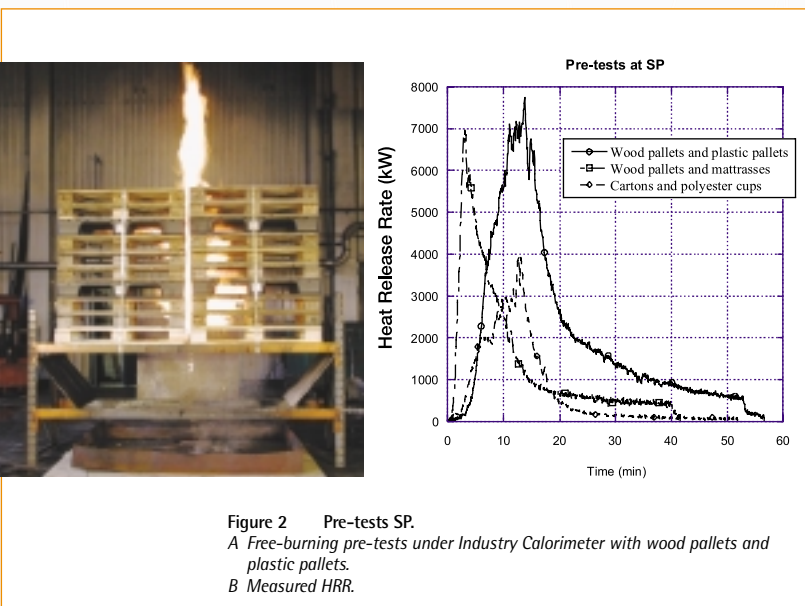 Pre-tests at SP
8000
7000
6000
5000
4000
3000
2000
1000
0
Heat Release Rate (kW)
Wood pallets and plastic pallets
Wood pallets and mattrasses
Cartons and polyester cups
0 10 20 30 40 50 60
Time (min)
Figure 2 Pre-tests SP.
A Free-burning pre-tests under Industry Calorimeter with wood pallets and
plastic pallets.
B Measured HRR.